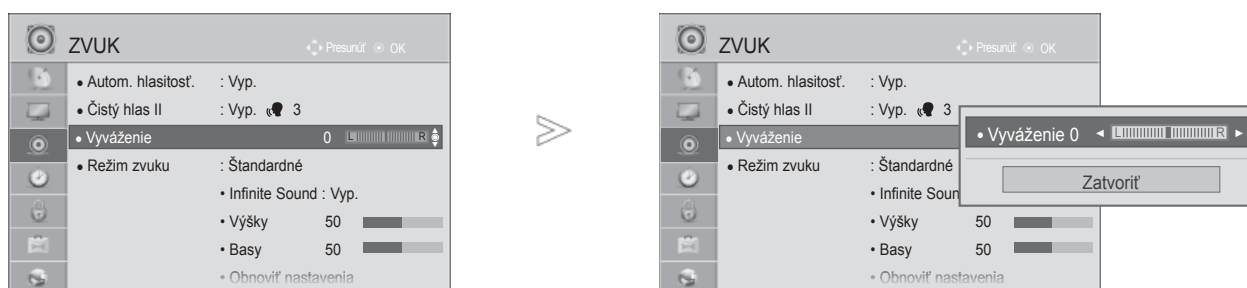 ZVUK
Presunúť OK
• Autom. hlasitosť. : Vyp.
• Čistý hlas II : Vyp. 3
• Vyváženie 0 L R
• Režim zvuku : Štandardné
• Infinite Sound : Vyp.
• Výšky 50
• Basy 50
• Obnoviť nastavenia
>
ZVUK
Presunúť OK
• Autom. hlasitosť. : Vyp.
• Čistý hlas II : Vyp. 3
• Vyváženie
• Režim zvuku : Štandardné
• Infinite Soun
• Výšky 50
• Basy 50
• Obnoviť nastavenia
• Vyváženie 0 ◄ L R ►
Zatvoriť